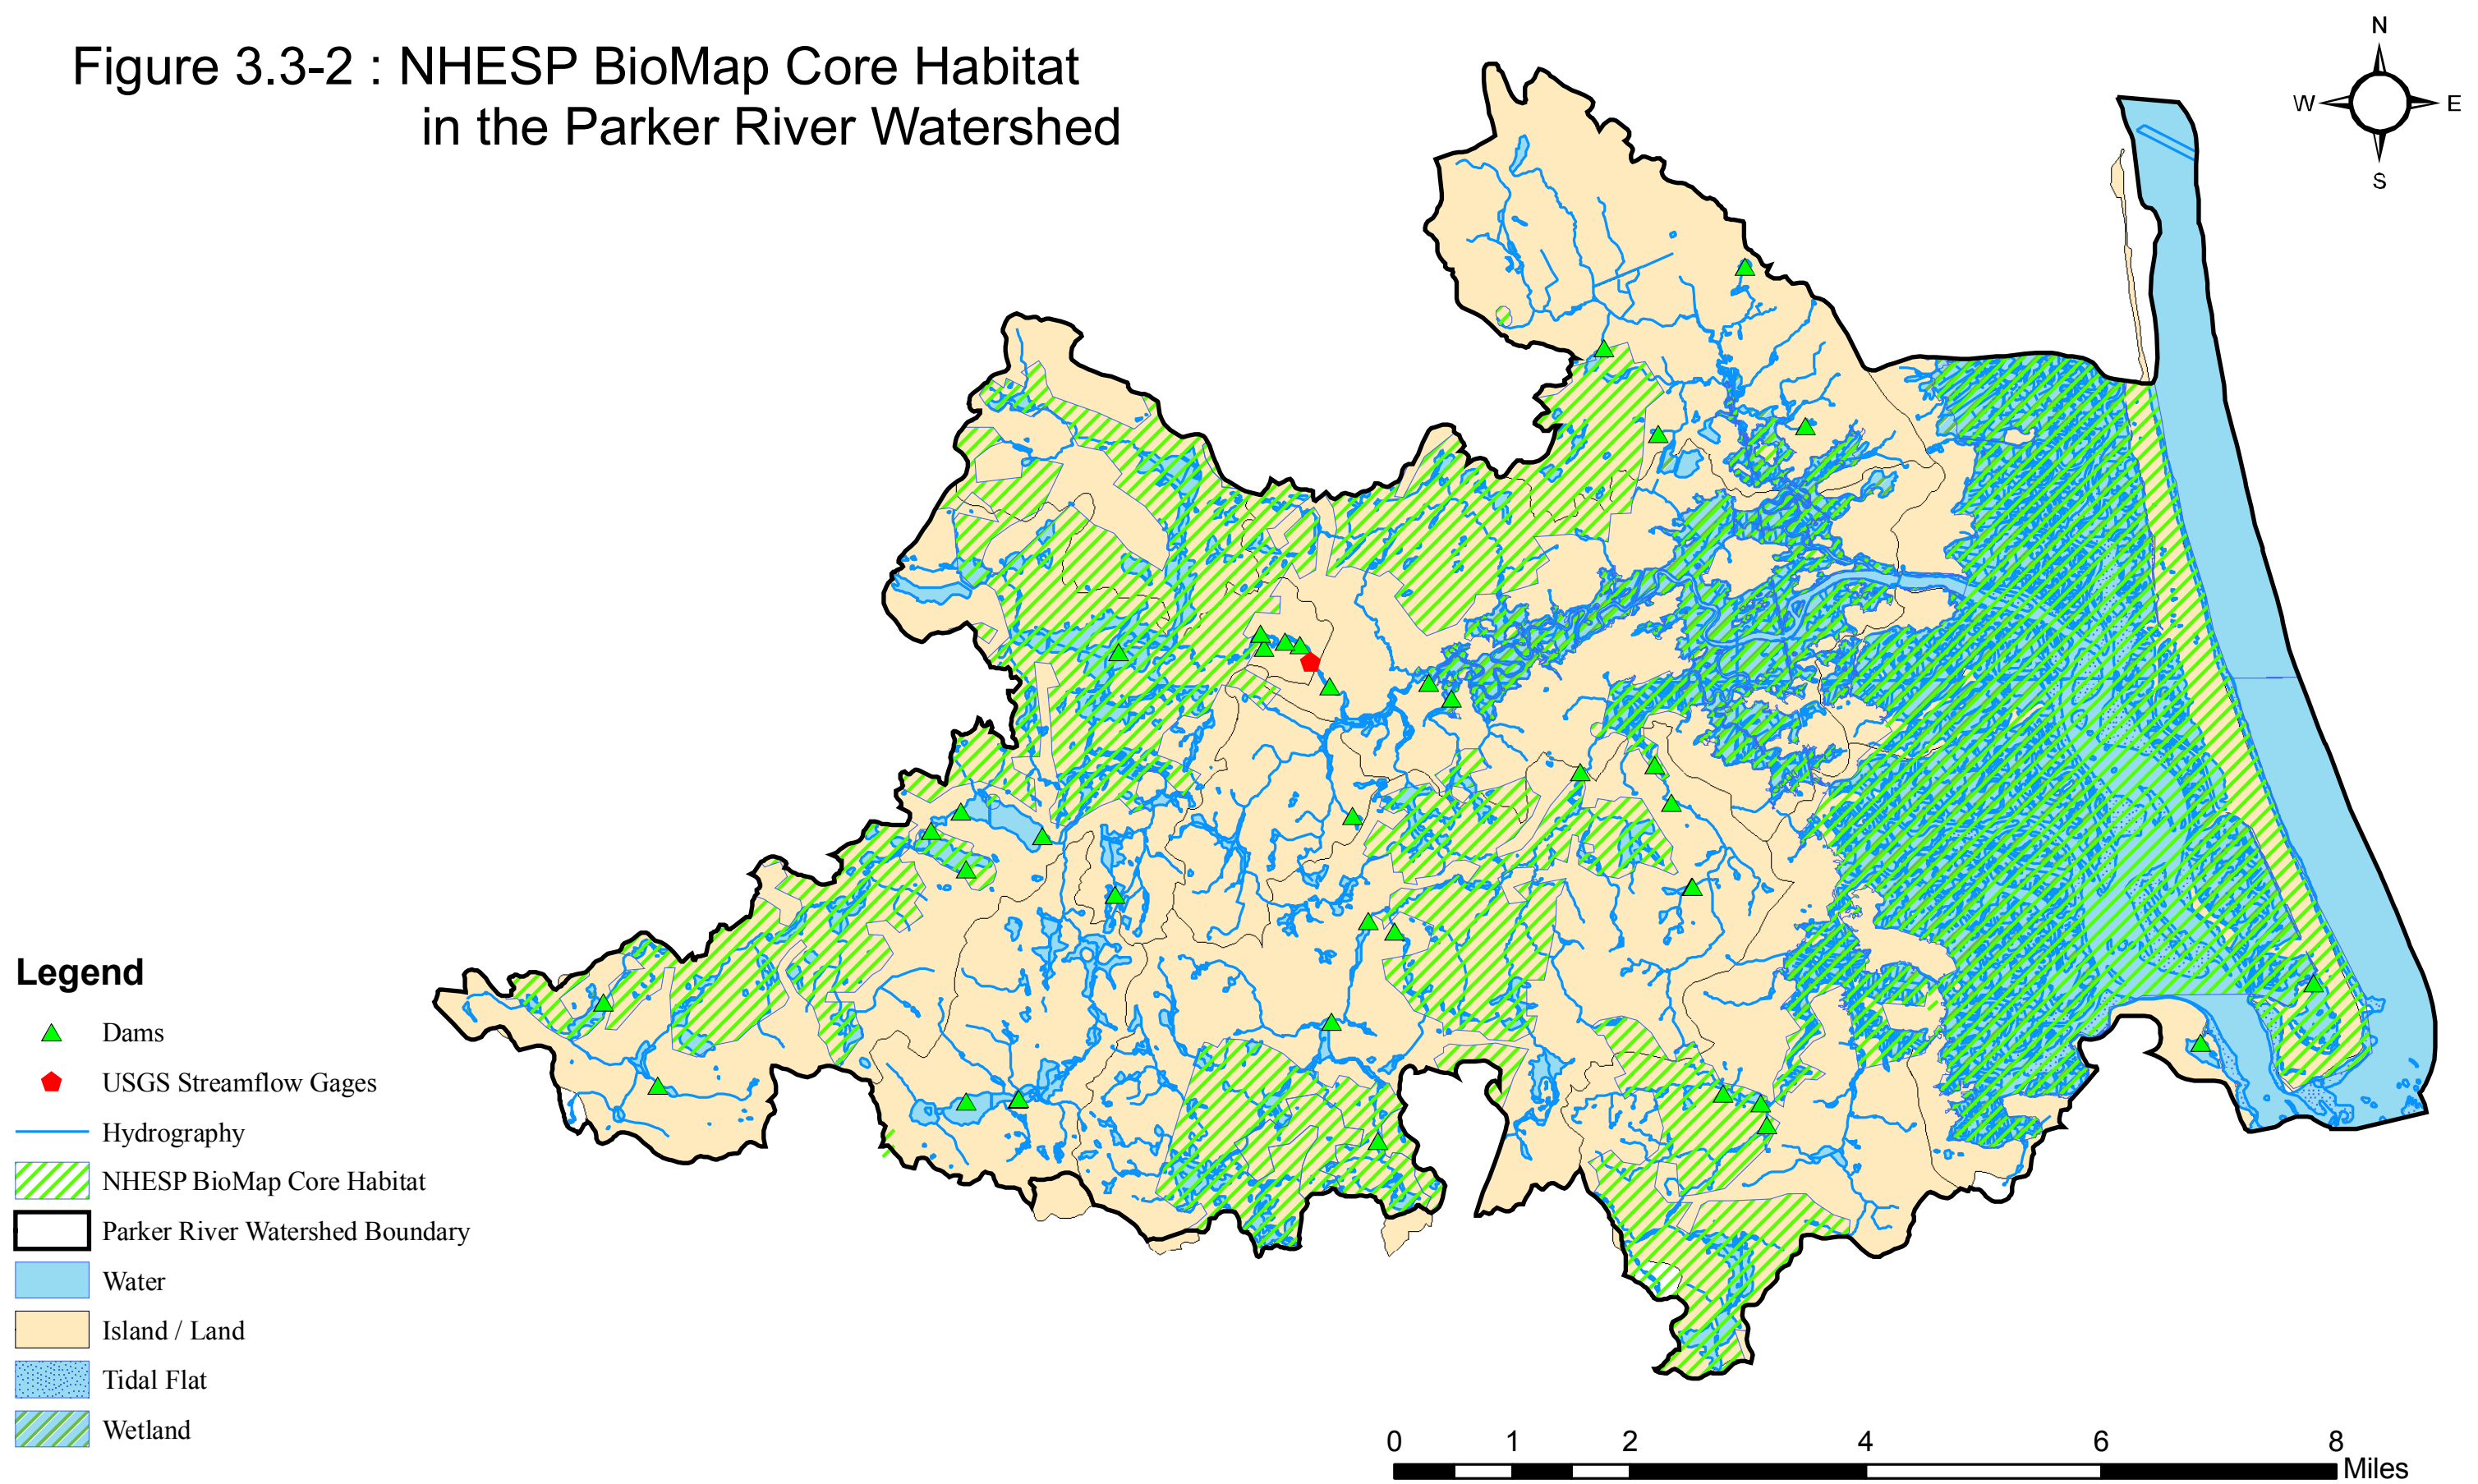 Figure 3.3-2 : NHESP BioMap Core Habitat
in the Parker River Watershed
N
W E
S
Legend
Dams
USGS Streamflow Gages
Hydrography
NHESP BioMap Core Habitat
Parker River Watershed Boundary
Water
Island / Land
Tidal Flat
Wetland
0 1 2 4 6 8
Miles